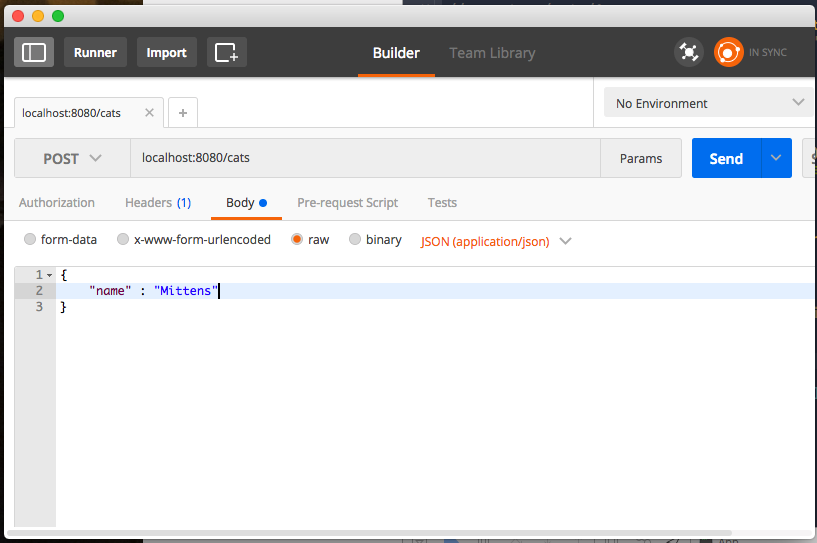 Runner Import Builder Team Library IN SYNC
localhost:8080/cats No Environment
POST localhost:8080/cats Params Send
Authorization Headers (1) Body Pre-request Script Tests
form-data x-www-form-urlencoded raw binary JSON (application/json)
1 {
2 "name" : "Mittens"
3 }